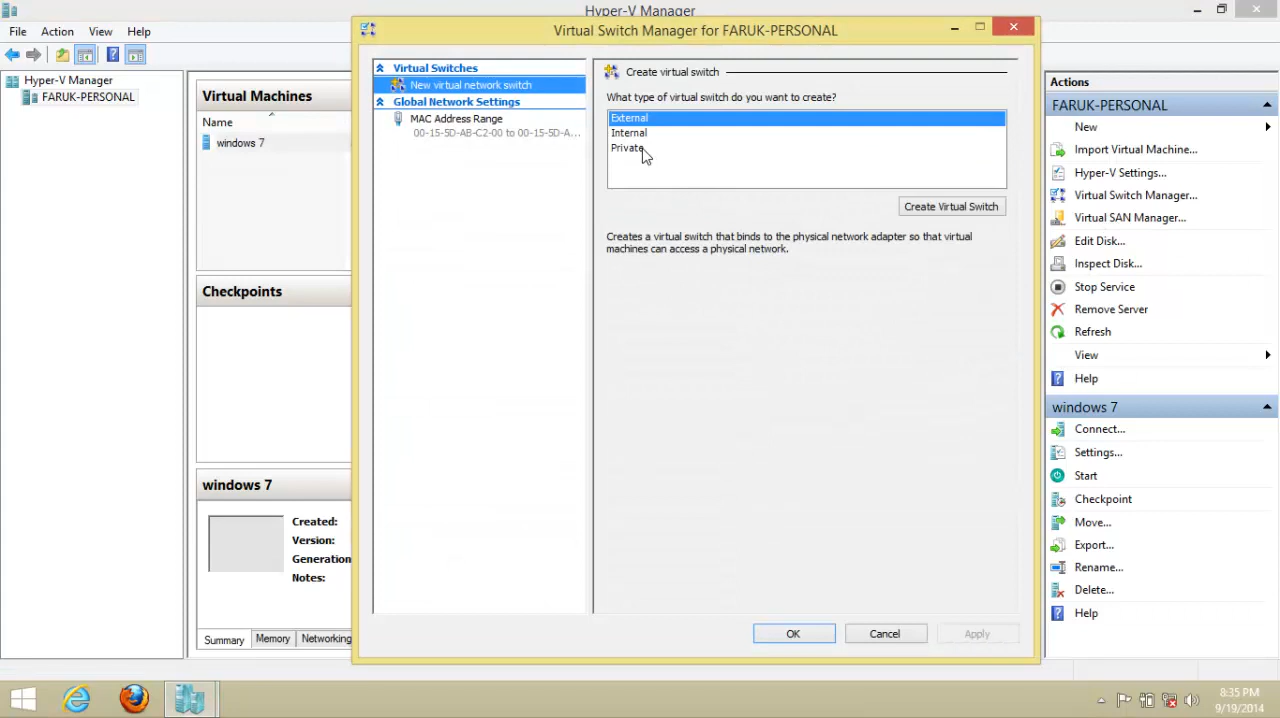 Hyper-V Manager
File Action View Help
Hyper-V Manager
FARUK-PERSONAL
Virtual Machines
Name
windows 7
Checkpoints
windows 7
Created:
Version:
Generation
Notes:
Summary Memory Networking
Virtual Switch Manager for FARUK-PERSONAL
Virtual Switches
New virtual network switch
Global Network Settings
MAC Address Range
00-15-5D-AB-C2-00 to 00-15-5D-A...
Create virtual switch
What type of virtual switch do you want to create?
External
Internal
Private
Create Virtual Switch
Creates a virtual switch that binds to the physical network adapter so that virtual
machines can access a physical network.
OK Cancel Apply
Actions
FARUK-PERSONAL
New
Import Virtual Machine...
Hyper-V Settings...
Virtual Switch Manager...
Virtual SAN Manager...
Edit Disk...
Inspect Disk...
Stop Service
Remove Server
Refresh
View
Help
windows 7
Connect...
Settings...
Start
Checkpoint
Move...
Export...
Rename...
Delete...
Help
8:35 PM
9/19/2014